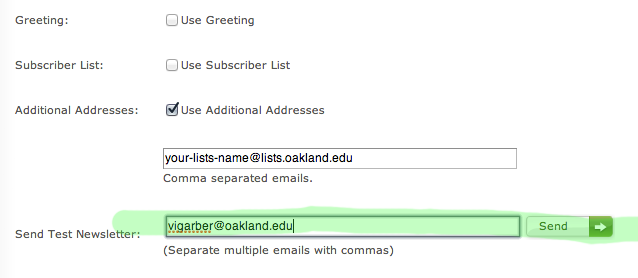 Greeting: Use Greeting
Subscriber List: Use Subscriber List
Additional Addresses: Use Additional Addresses
your-lists-name@lists.oakland.edu
Comma separated emails.
Send Test Newsletter: vigarber@oakland.edu Send
(Separate multiple emails with commas)